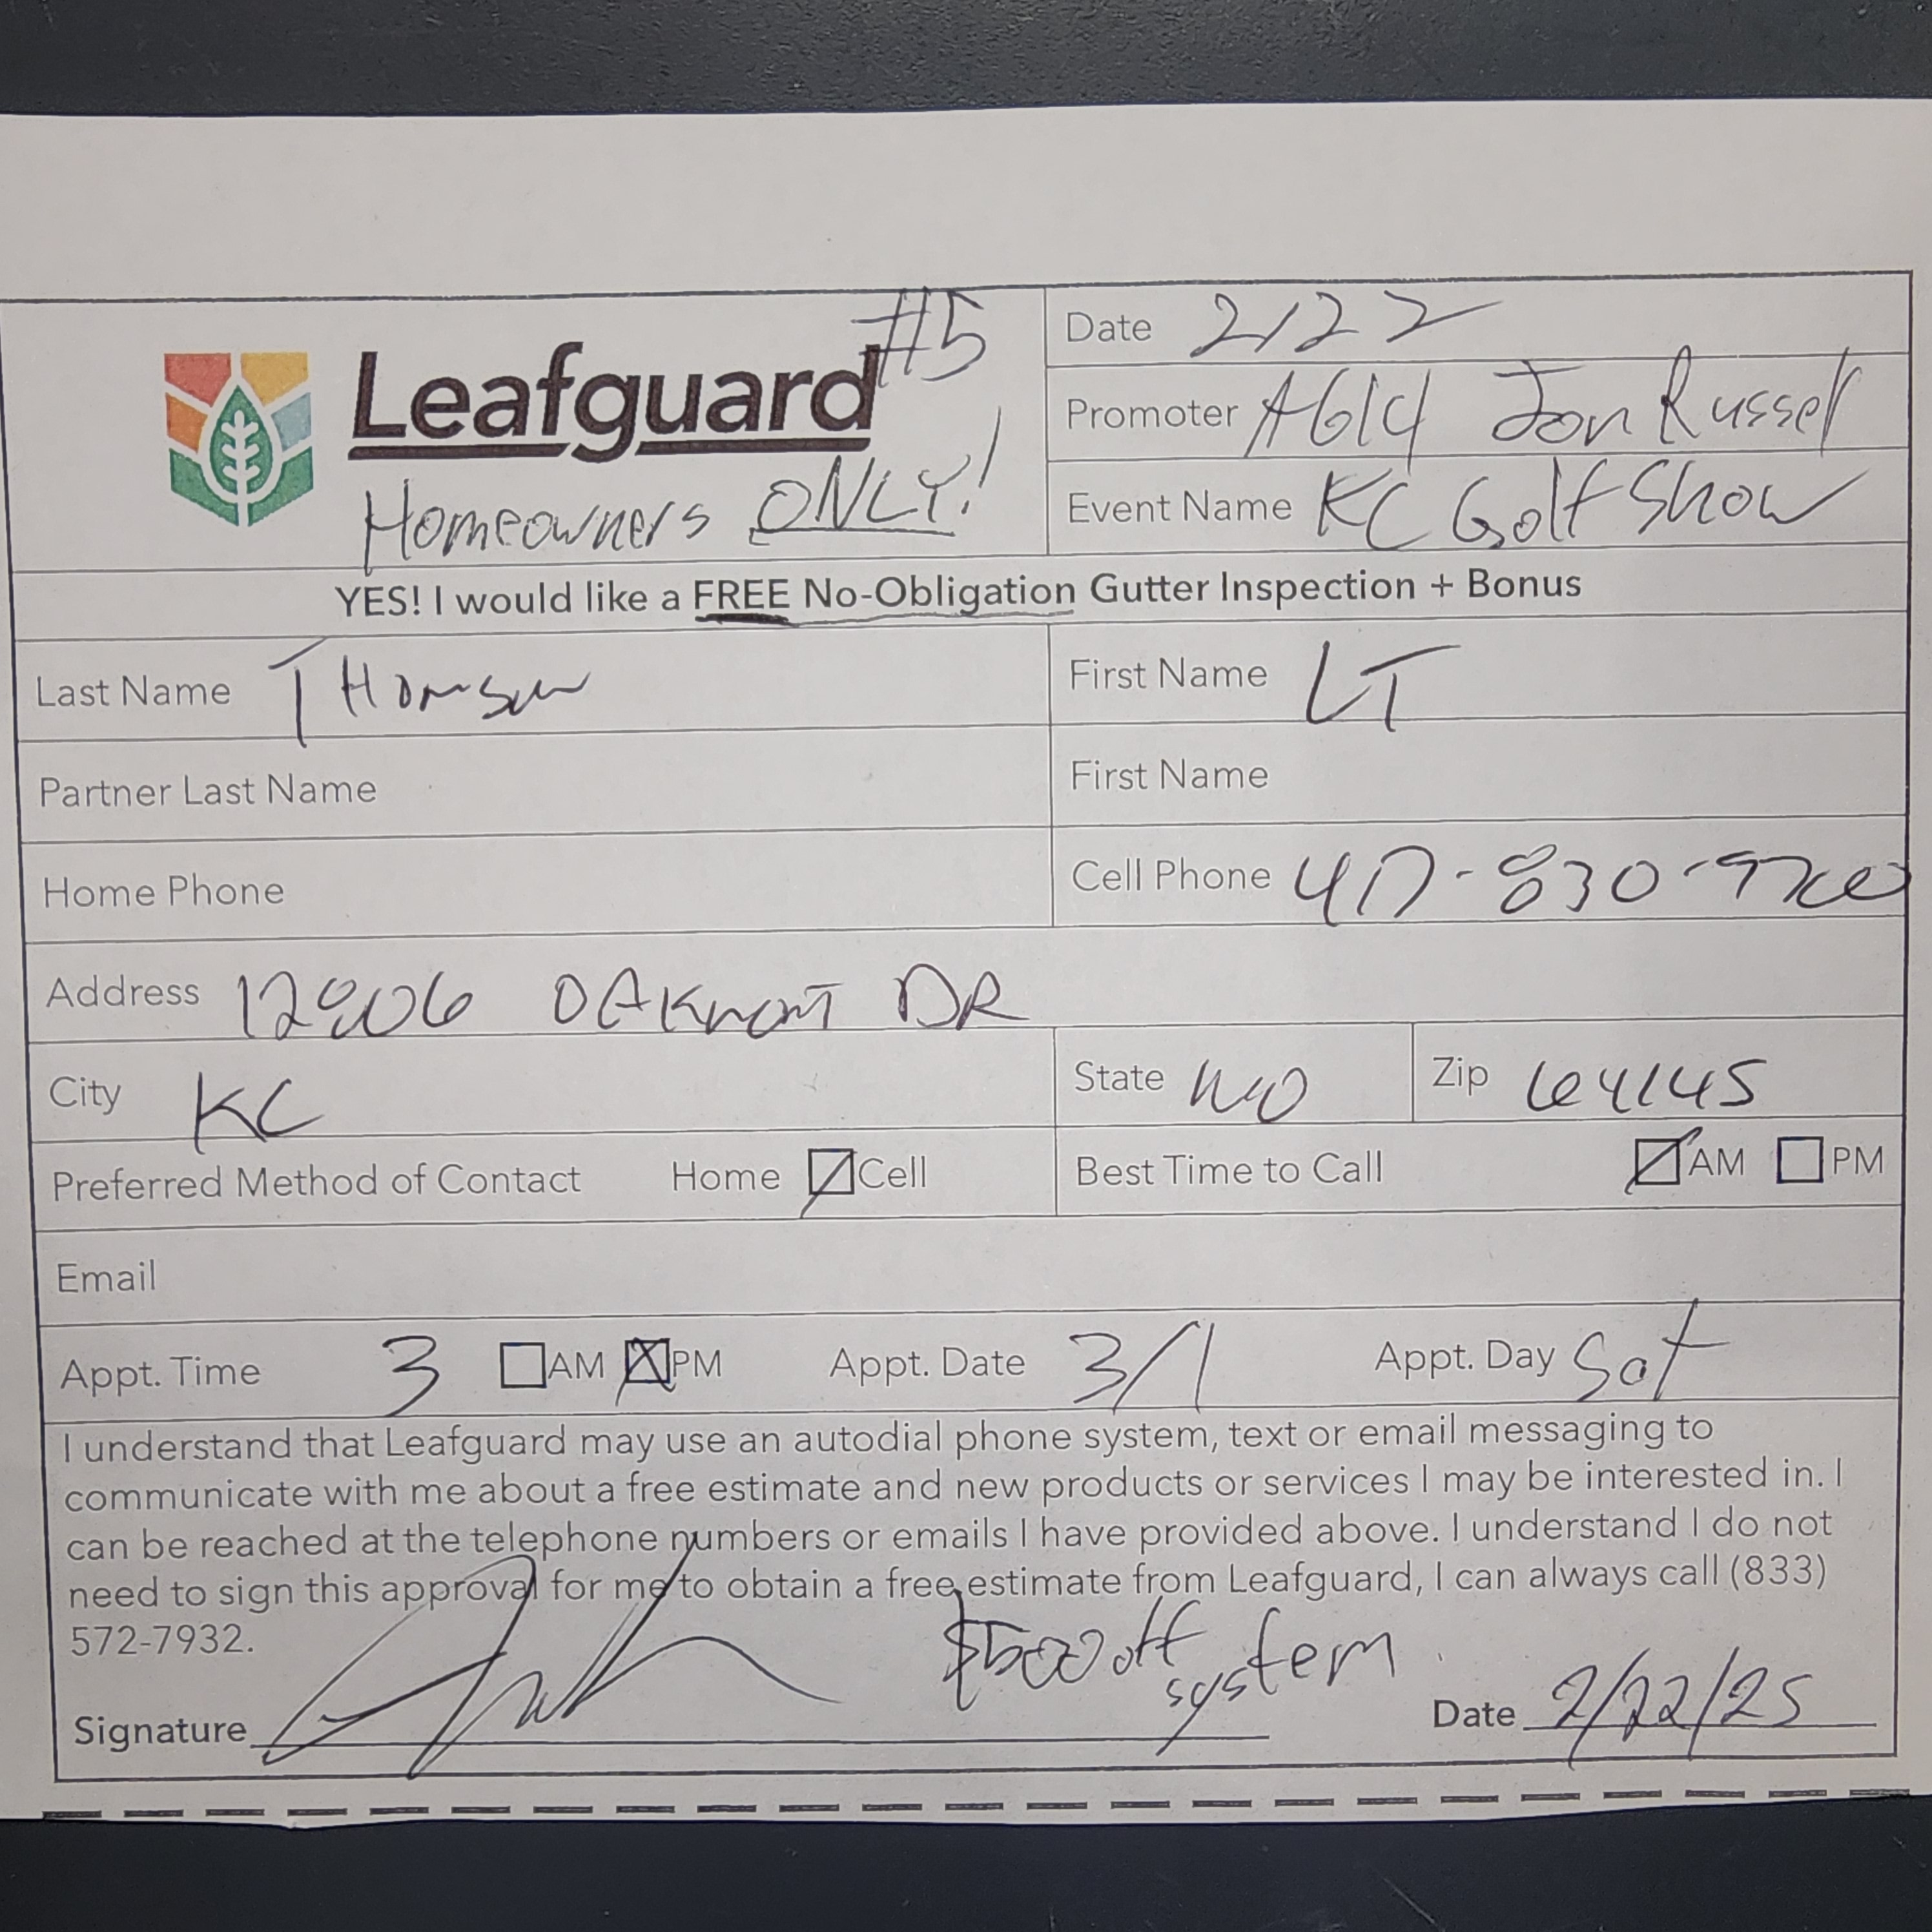 #5
Leafguard
Homeowners ONLY!
Date 2/22
Promoter A614 Jon Russell
Event Name KC Golf Show
YES! I would like a FREE No-Obligation Gutter Inspection + Bonus
Last Name THomson
First Name LT
Partner Last Name
First Name
Home Phone
Cell Phone 417-830-9700
Address DR
City KC
State MO
Zip 64145
Preferred Method of Contact Home Cell
Best Time to Call AM PM
Email
Appt. Time 3 AM PM Appt. Date 3/1 Appt. Day Sat
I understand that Leafguard may use an autodial phone system, text or email messaging to
communicate with me about a free estimate and new products or services I may be interested in. I
can be reached at the telephone numbers or emails I have provided above. I understand I do not
need to sign this approval for me to obtain a free estimate from Leafguard, I can always call (833)
572-7932.
$500 off
system
Signature
Date 2/22/25